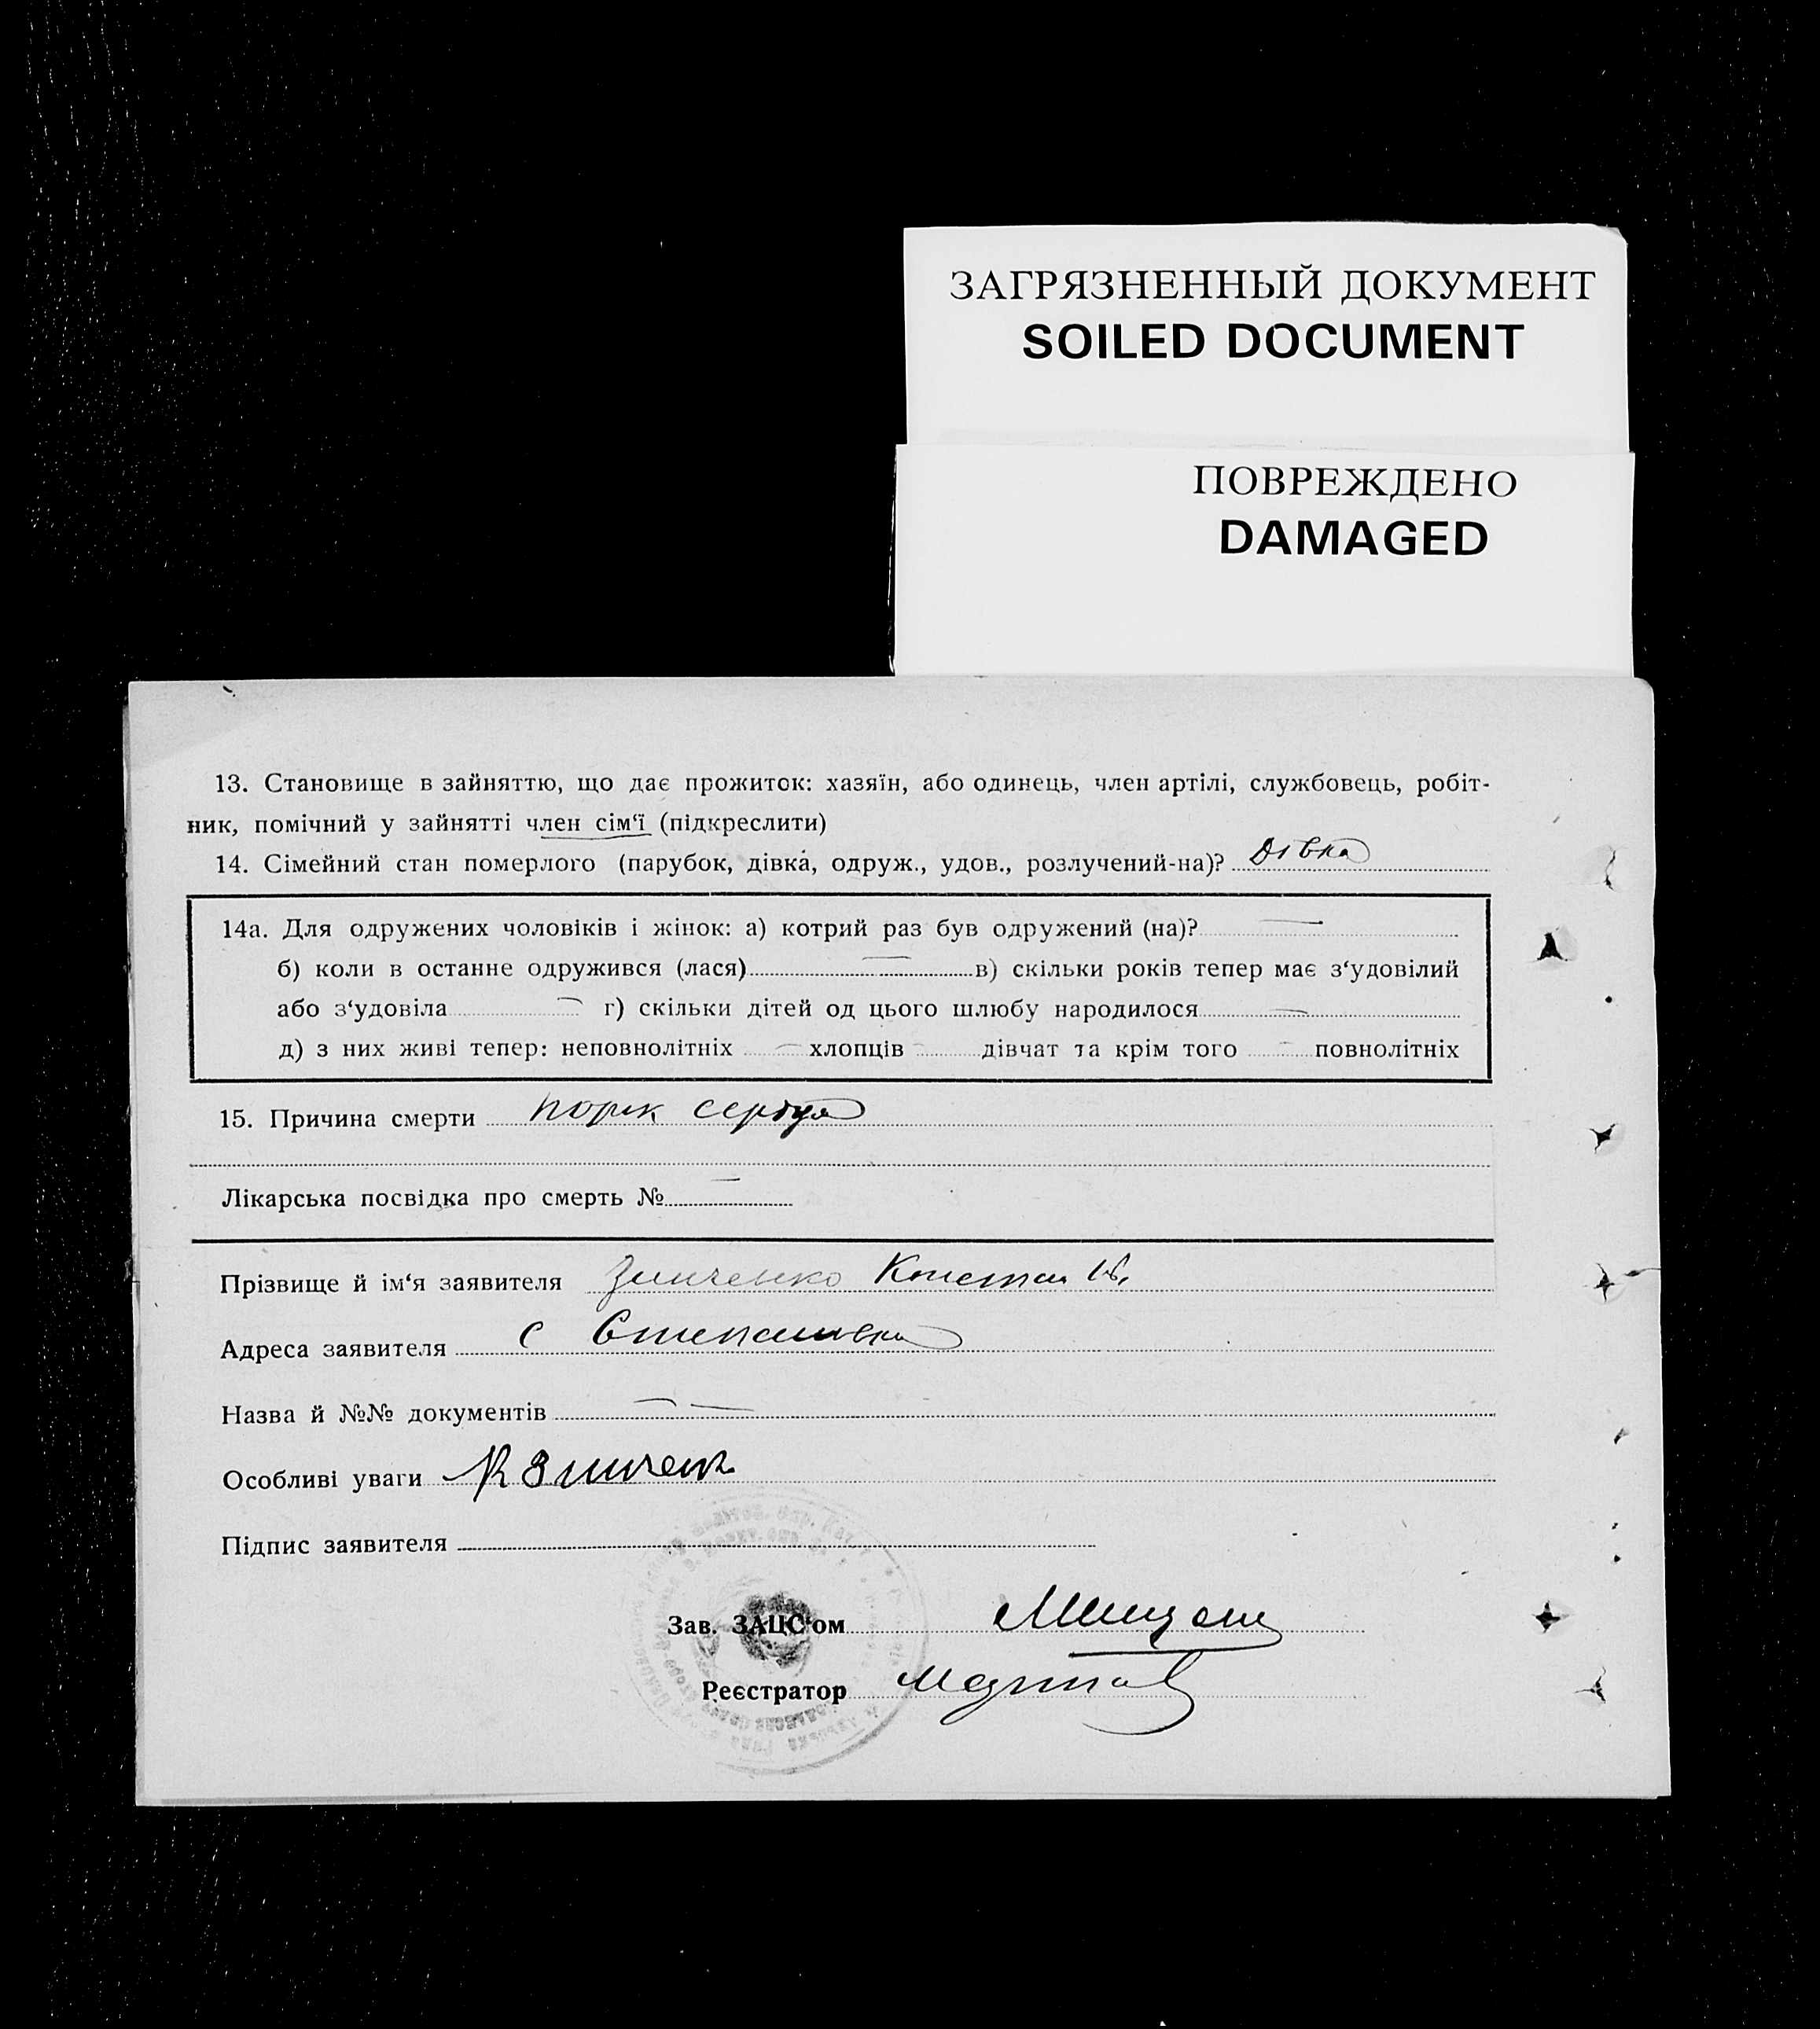 ЗАГРЯЗНЕННЫЙ ДОКУМЕНТ
SOILED DOCUMENT
ПОВРЕЖДЕНО
DAMAGED
13. Становище в зайняттю, що дає прожиток: хазяїн, або одинець, член артілі, службовець, робіт-
ник, помічний у зайнятті член сім‘ї (підкреслити)
14. Сімейний стан померлого (парубок, дівка, одруж., удов., розлучений-на)? Дівка
14а. Для одружених чоловіків і жінок: а) котрий раз був одружений (на)? —
б) коли в останне одружився (лася) — в) скільки років тепер має з‘удовілий
або з‘удовіла — г) скільки дітей од цього шлюбу народилося —
д) з них живі тепер: неповнолітніх — хлопців — дівчат та крім того — повнолітніх
15. Причина смерти порок сердца
Лікарська посвідка про смерть № —
Прізвище й ім‘я заявителя Зинченко Констан
Адреса заявителя с Степановка
Назва й №№ документів — —
Особливі уваги К Зинченк
Підпис заявителя
Зав. ЗАЦС‘ом
Реєстратор